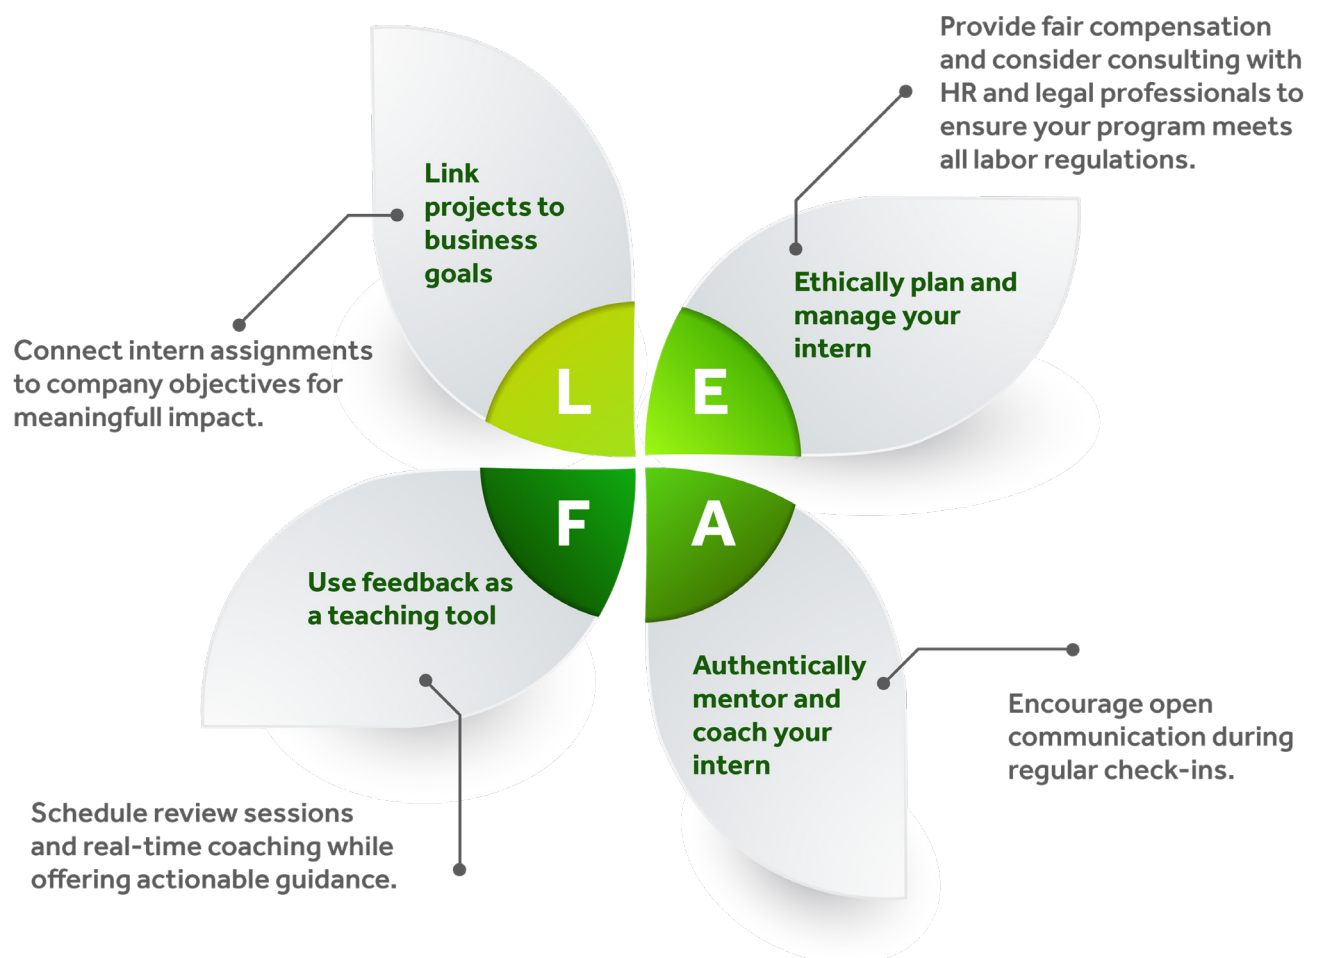 Link
projects to
business
goals
L
Connect intern assignments
to company objectives for
meaningfull impact.
Provide fair compensation
and consider consulting with
HR and legal professionals to
ensure your program meets
all labor regulations.
Ethically plan and
manage your
intern
E
A
Authentically
mentor and
coach your
intern
Encourage open
communication during
regular check-ins.
F
Use feedback as
a teaching tool
Schedule review sessions
and real-time coaching while
offering actionable guidance.